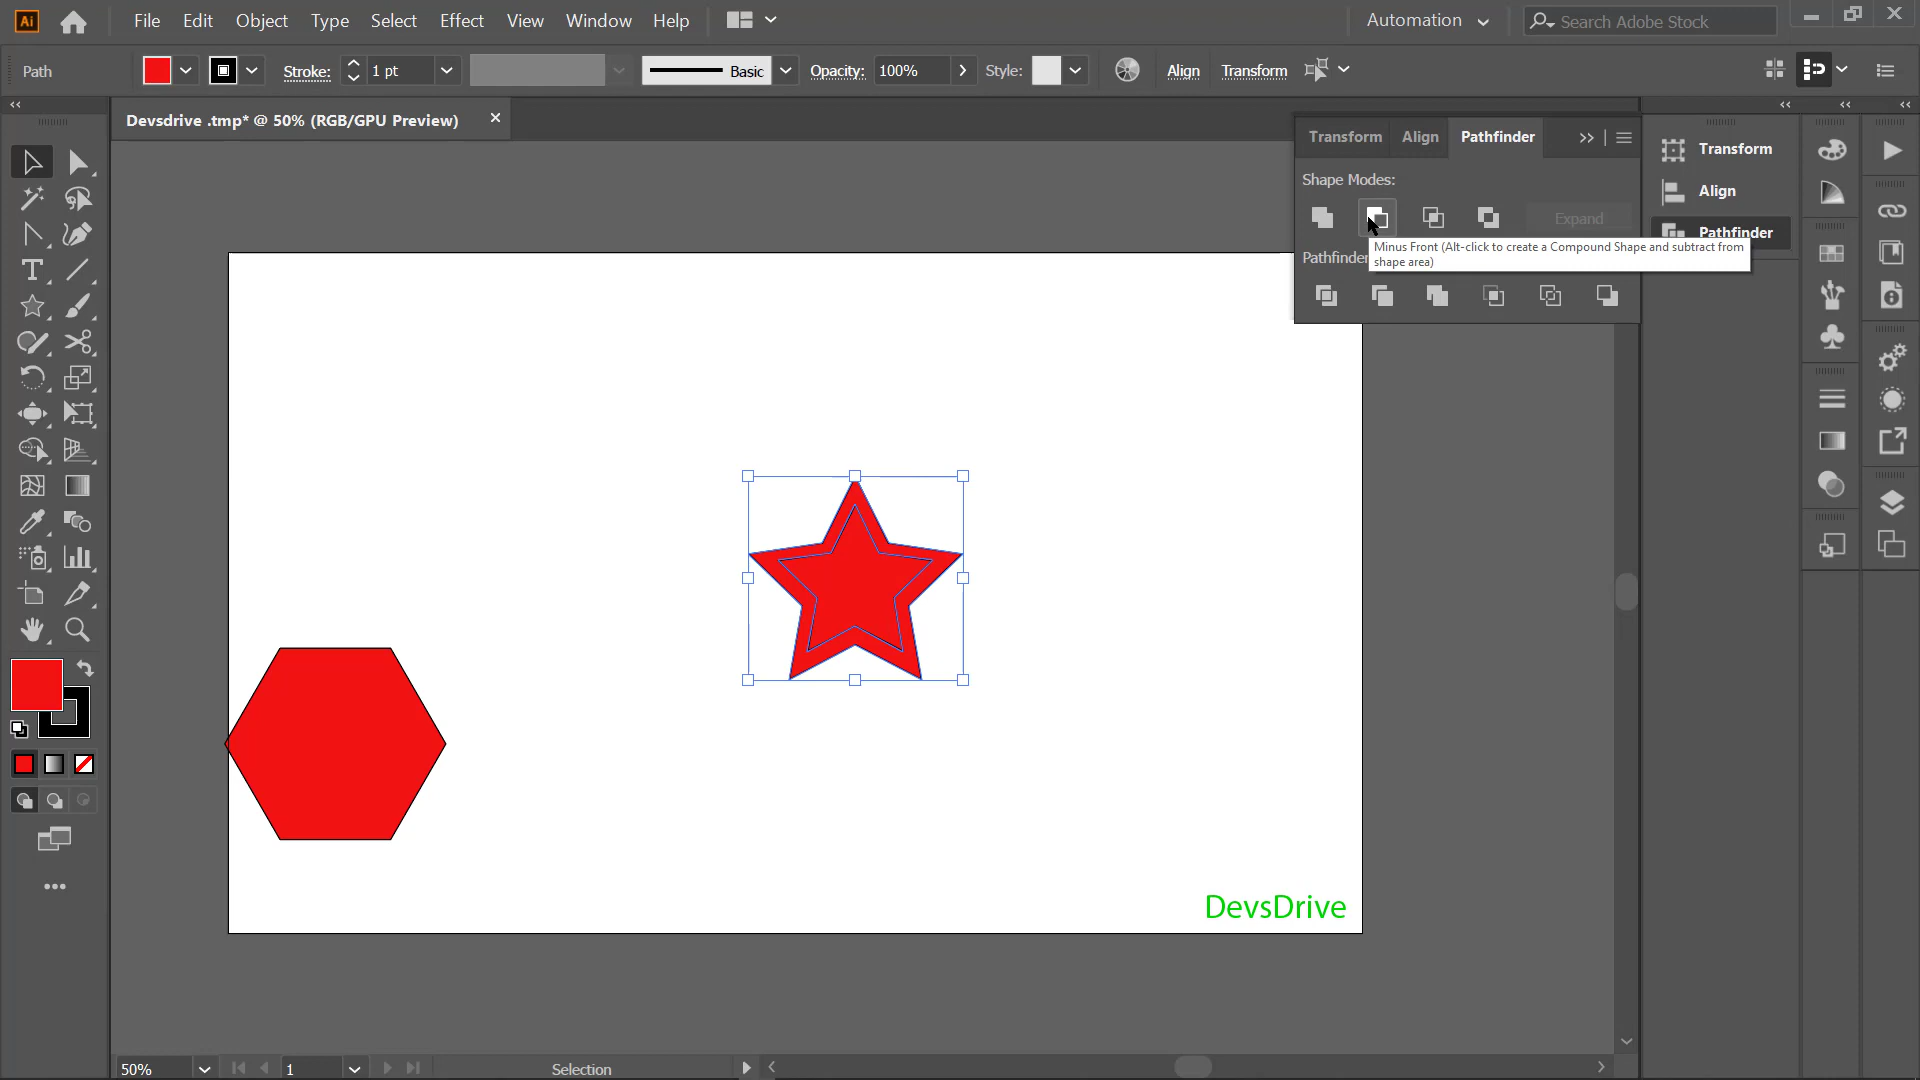 Ai File Edit Object Type Select Effect View Window Help Automation Search Adobe Stock
Path Stroke: 1 pt Basic Opacity: 100% Style: Align Transform
Devsdrive .tmp* @ 50% (RGB/GPU Preview)
Transform Align Pathfinder
Transform
Shape Modes:
Align
Expand
Pathfinder
Minus Front (Alt-click to create a Compound Shape and subtract from
shape area)
Pathfinder
DevsDrive
50% 1 Selection